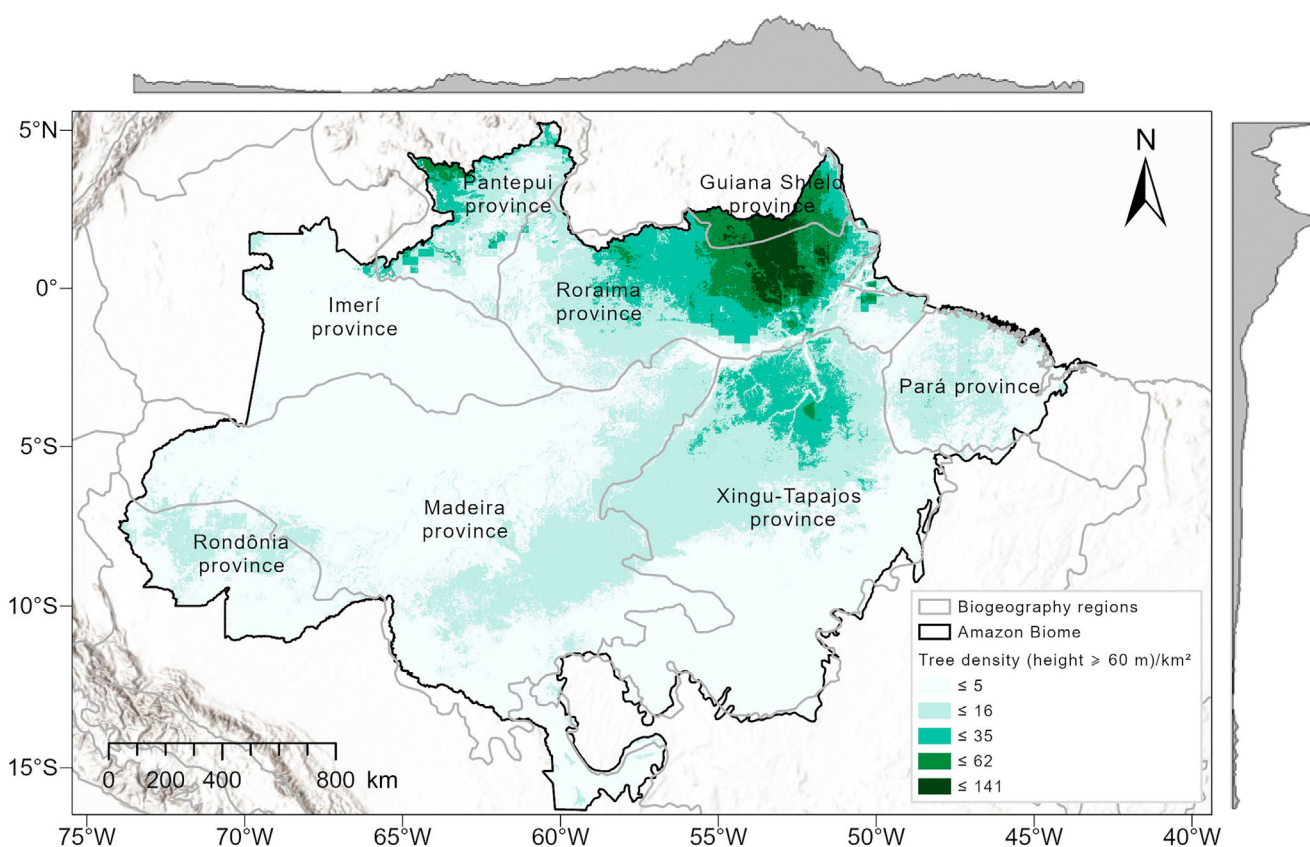 5°N
0°
5°S
10°S
15°S
N
Pantepui
province
Guiana Shield
province
Imerí
province
Roraima
province
Pará province
Madeira
province
Xingu-Tapajos
province
Rondônia
province
Biogeography regions
Amazon Biome
Tree density (height ⩾ 60 m)/km²
≤ 5
≤ 16
≤ 35
≤ 62
≤ 141
0 200 400 800 km
75°W 70°W 65°W 60°W 55°W 50°W 45°W 40°W